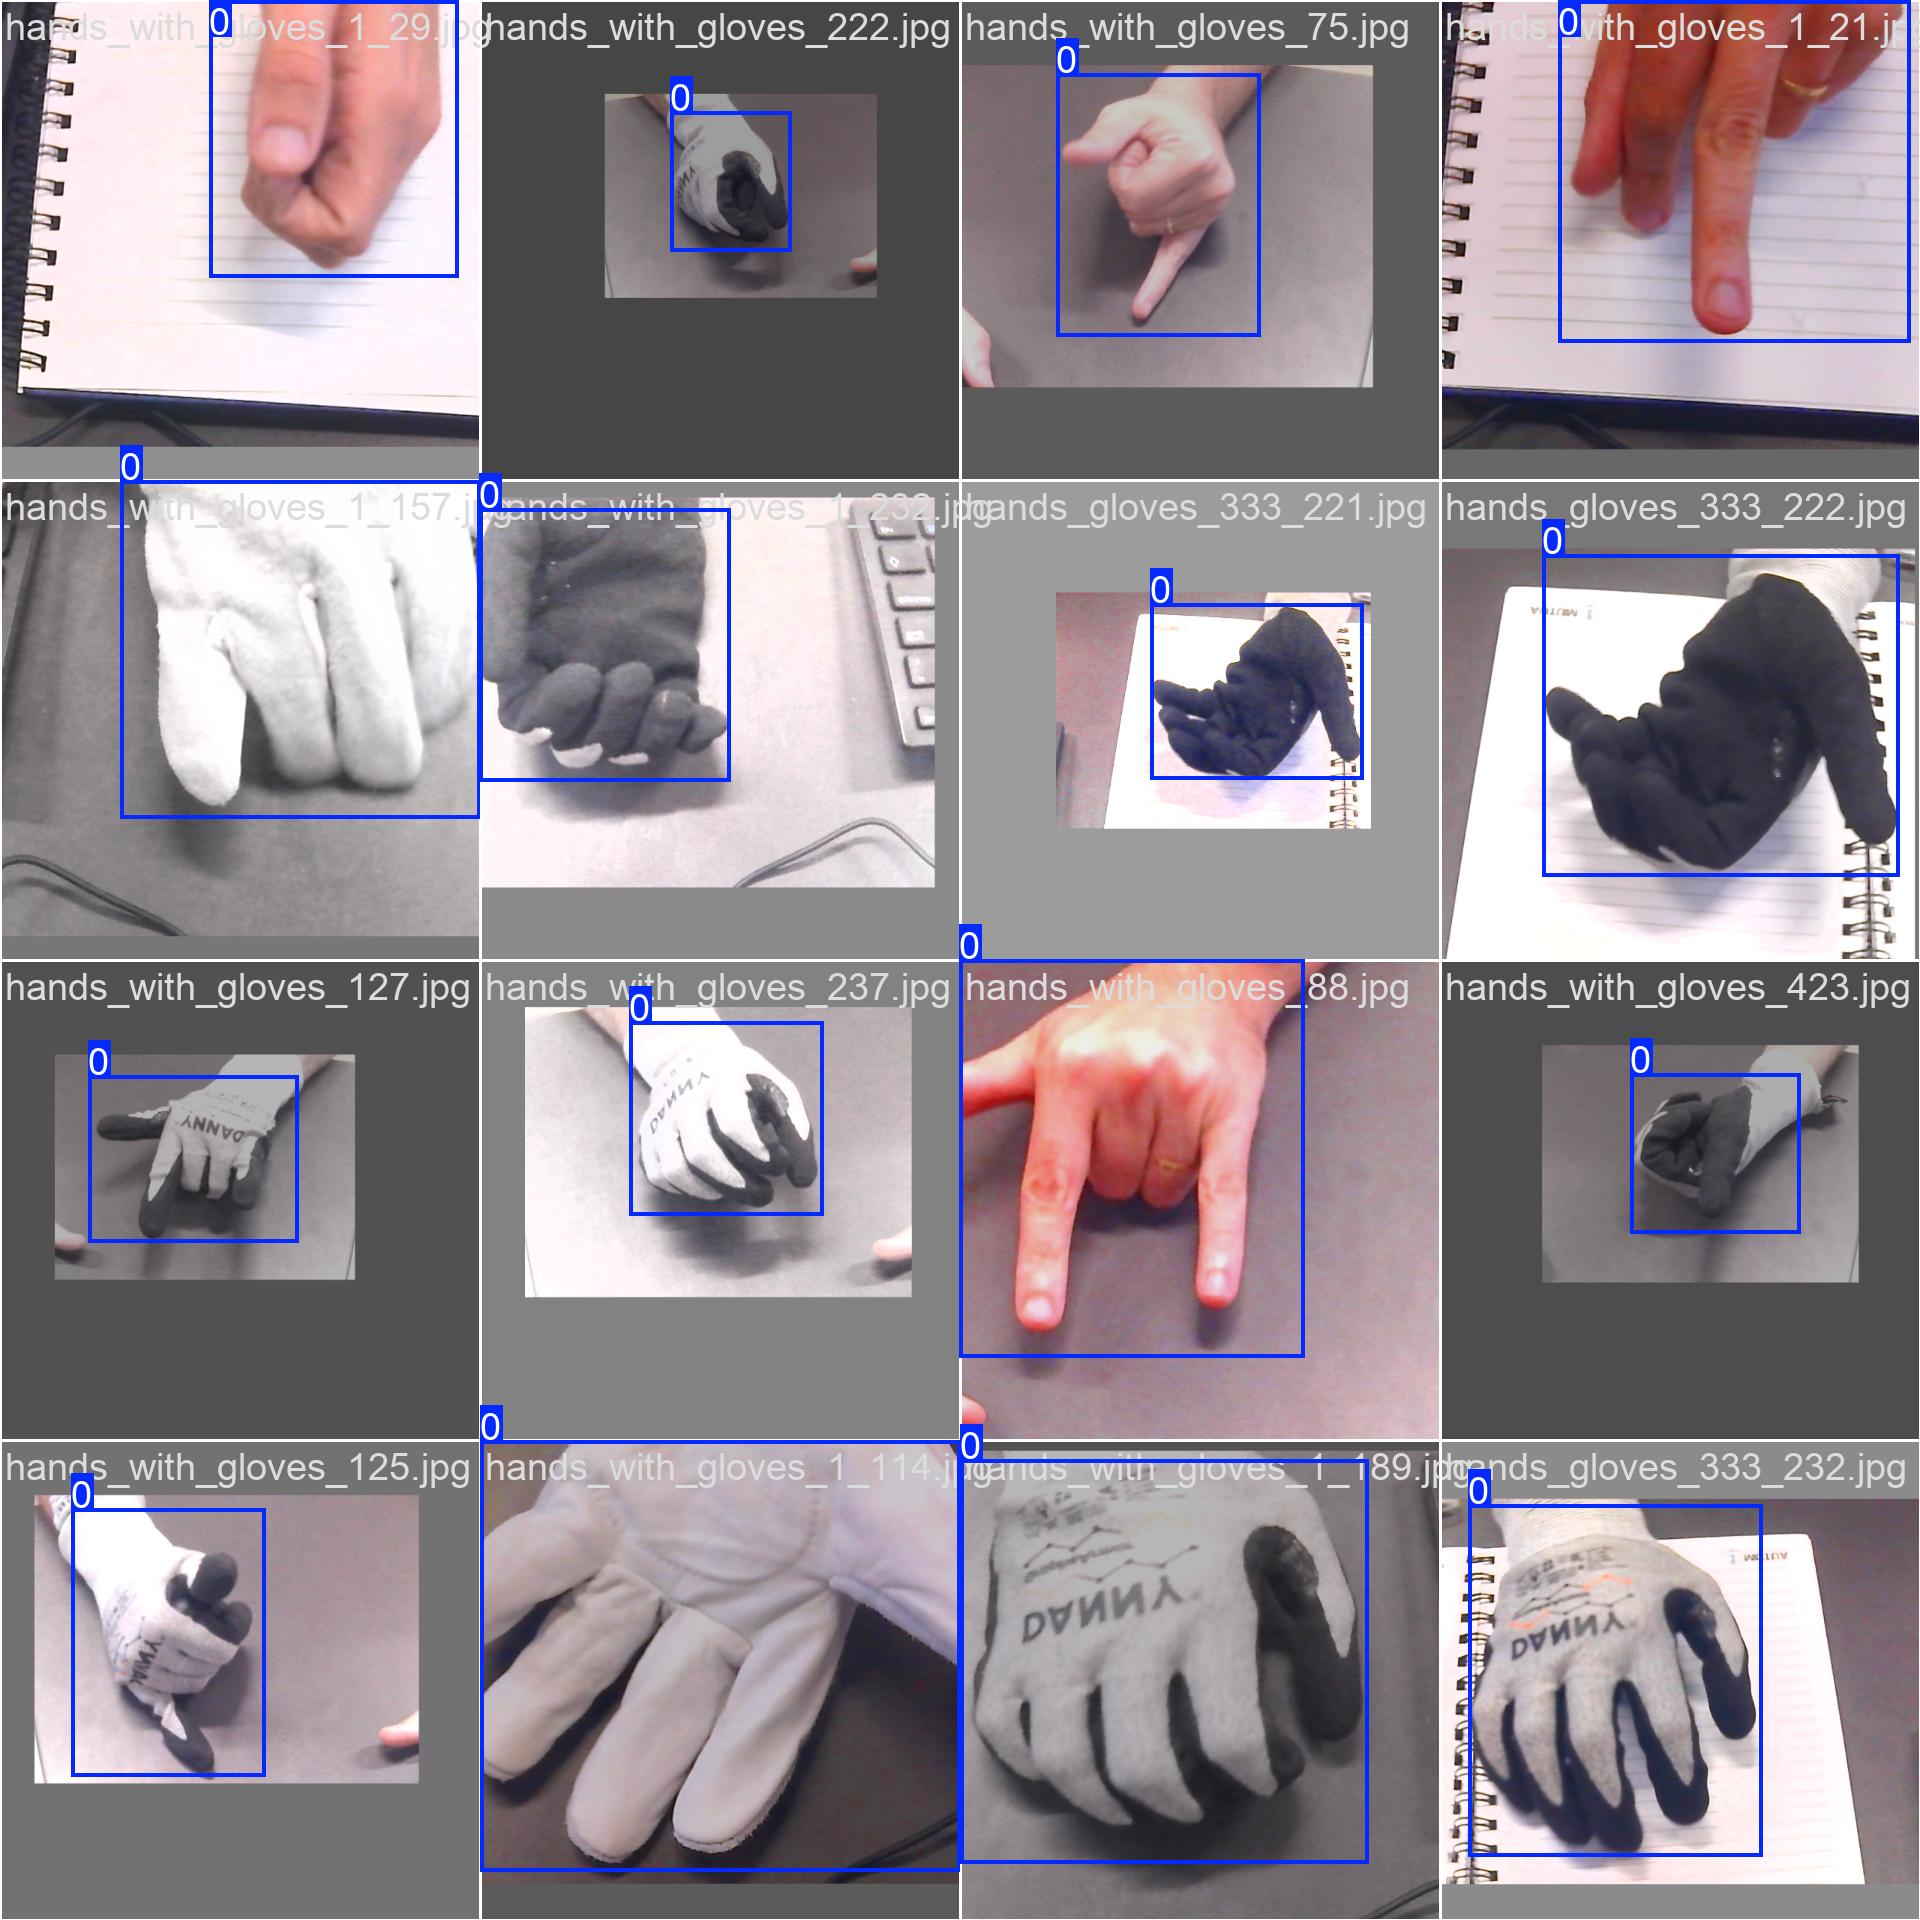 0
hands_with_gloves_1_29.jpg
hands_with_gloves_222.jpg
0
hands_with_gloves_75.jpg
0
0
hands_with_gloves_1_21.jp
0
hands_with_gloves_1_157.jpg
0
hands_with_gloves_1_232.jpg
hands_gloves_333_221.jpg
0
hands_gloves_333_222.jpg
0
hands_with_gloves_127.jpg
0
DANNY
hands_with_gloves_237.jpg
0
DANNY
0
hands_with_gloves_88.jpg
hands_with_gloves_423.jpg
0
hands_with_gloves_125.jpg
0
DANNY
0
hands_with_gloves_1_114.jpg
0
hands_with_gloves_1_189.jpg
DANNY
hands_gloves_333_232.jpg
0
DANNY